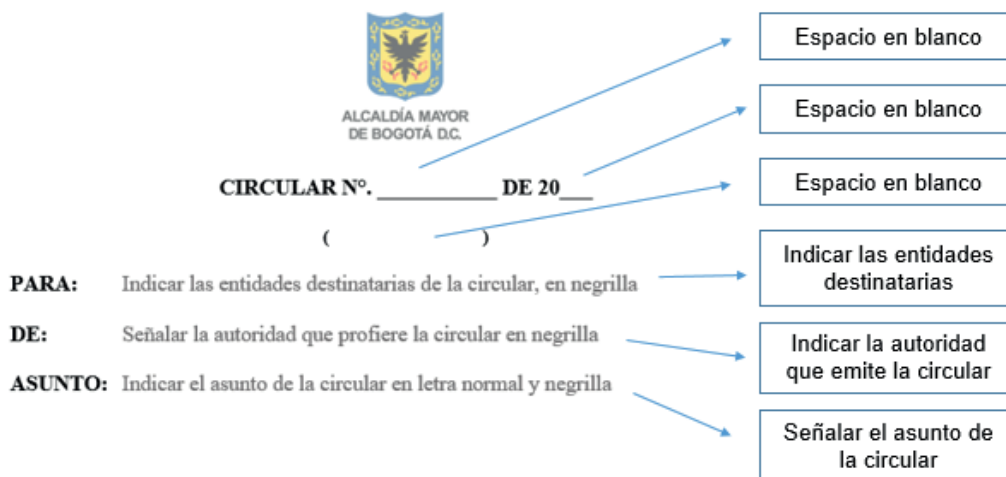 ALCALDÍA MAYOR
DE BOGOTÁ D.C.
CIRCULAR N°. ____________ DE 20___
( )
PARA: Indicar las entidades destinatarias de la circular, en negrilla
DE: Señalar la autoridad que profiere la circular en negrilla
ASUNTO: Indicar el asunto de la circular en letra normal y negrilla
Espacio en blanco
Espacio en blanco
Espacio en blanco
Indicar las entidades
destinatarias
Indicar la autoridad
que emite la circular
Señalar el asunto de
la circular